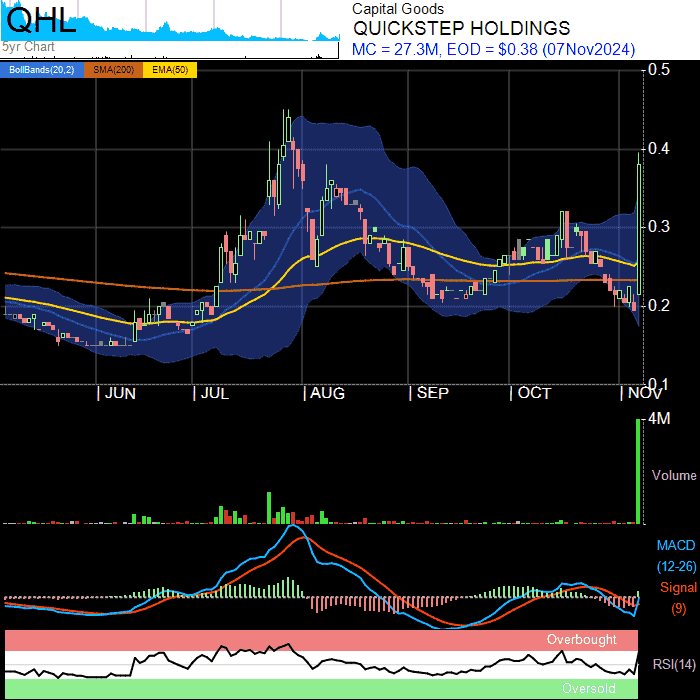 QHL
5yr Chart
Capital Goods
QUICKSTEP HOLDINGS
MC = 27.3M, EOD = $0.38 (07Nov2024)
BollBands(20,2) SMA(200) EMA(50)
0.5
0.4
0.3
0.2
0.1
| JUN | JUL | AUG | SEP | OCT | NOV
4M
Volume
MACD
(12-26)
Signal
(9)
Overbought
RSI(14)
Oversold